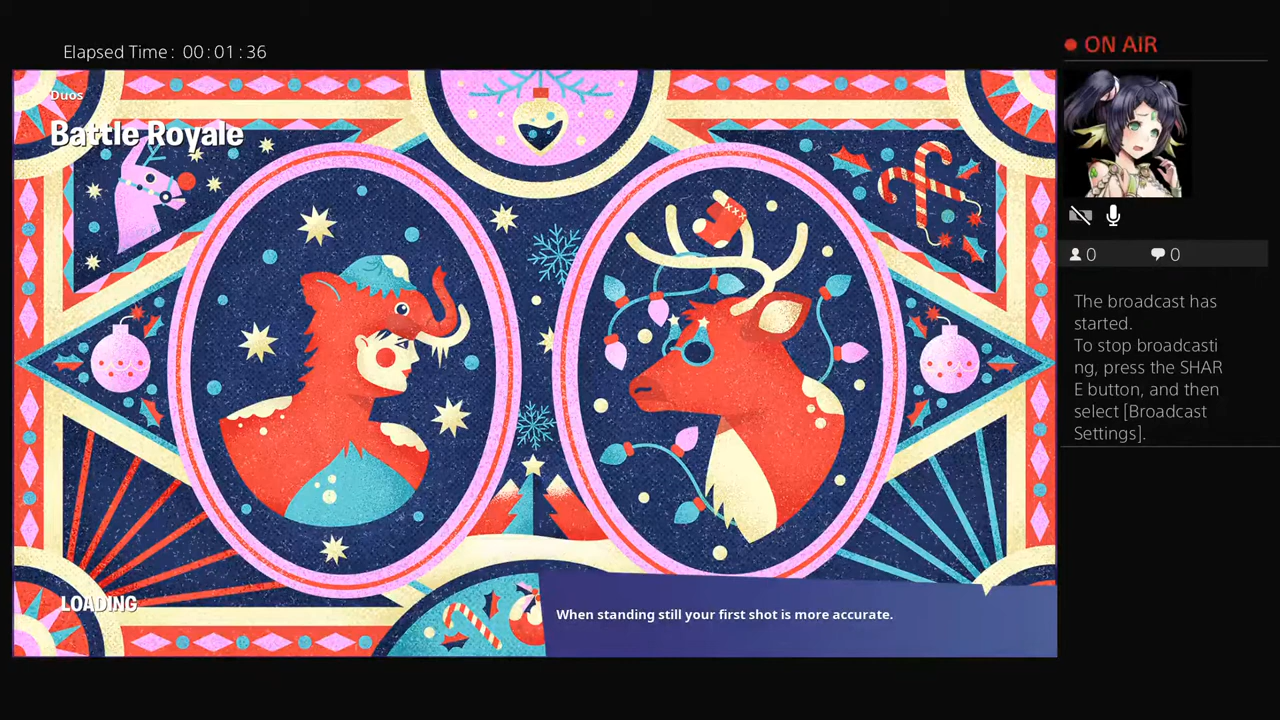 Elapsed Time: 00:01:36
ON AIR
Duos
Battle Royale
0
0
The broadcast has
started.
To stop broadcasti
ng, press the SHAR
E button, and then
select [Broadcast
Settings].
LOADING
When standing still your first shot is more accurate.